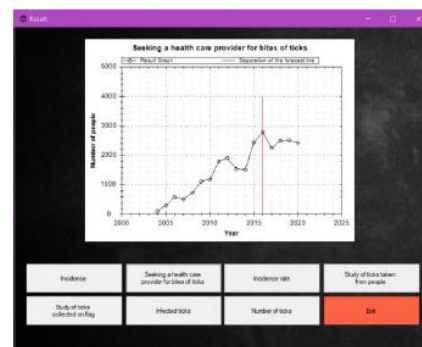 Result
Seeking a health care provider for bites of ticks
Result Graph
Separation of the forecast line
5000
4000
3000
2000
1000
0
Number of people
2000
2005
2010
2015
2020
2025
Year
Incidence
Seeking a health care
provider for bites of ticks
Incidence rate
Study of ticks taken
from people
Study of ticks
collected on flag
Infected ticks
Number of ticks
Exit